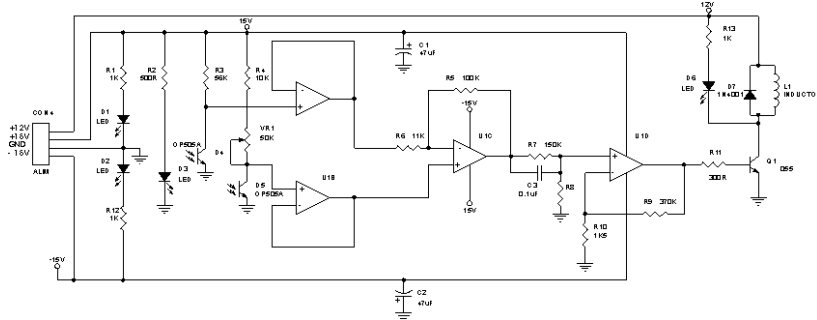 15V
12V
C1
47uF
R13
1K
R1
1K
R2
500R
R3
56K
R4
10K
D6
LED
D7
1N4001
L1
INDUCTO
R5 100K
-15V
CON4
D1
LED
+12V
+15V
GND
-15V
ALIM
OP505A
VR1
50K
D4
R6 11K
U1C
R7 150K
U1D
D2
LED
D3
LED
D5
OP505A
U1B
C3
0.1uF
R8
R11
300R
Q1
D55
R12
1K
15V
R9 370K
R10
1K5
-15V
C2
47uF